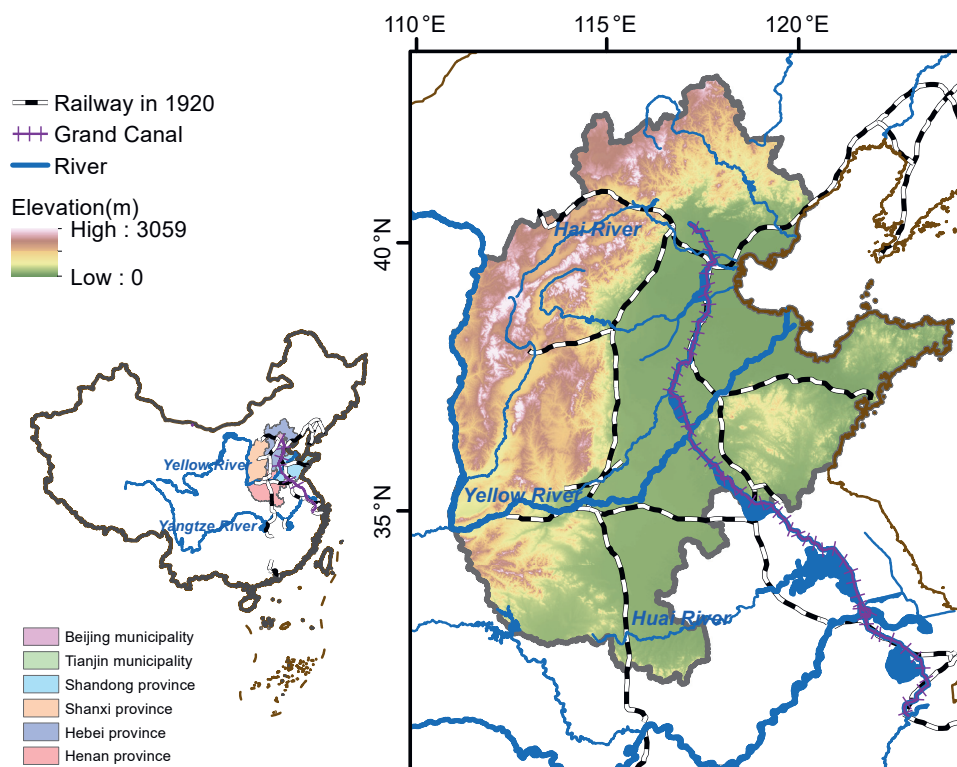 110°E
115°E
120°E
Railway in 1920
Grand Canal
River
Elevation(m)
High : 3059
Low : 0
40°N
35°N
Hai River
Yellow River
Huai River
Yellow River
Yangtze River
Beijing municipality
Tianjin municipality
Shandong province
Shanxi province
Hebei province
Henan province